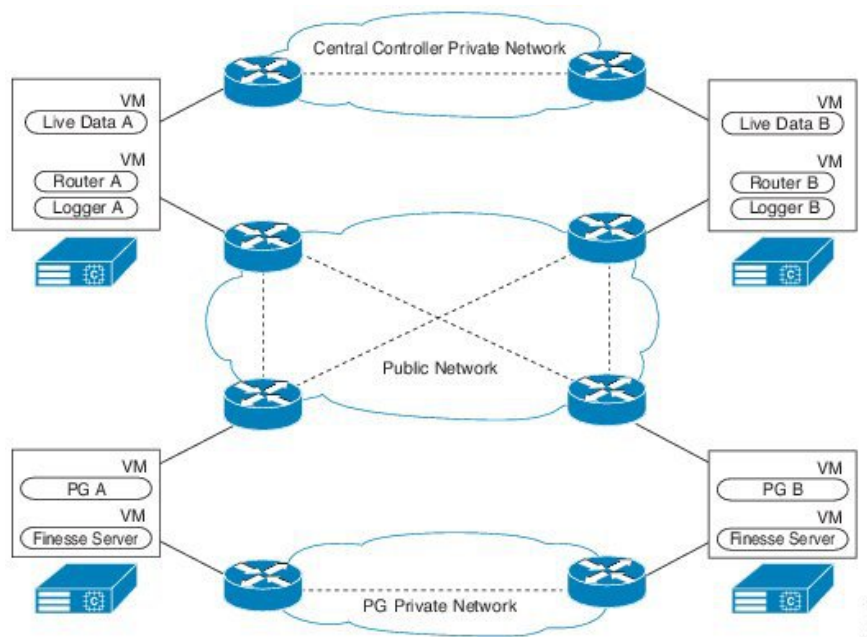 Central Controller Private Network
VM
Live Data A
VM
Router A
Logger A
VM
Live Data B
VM
Router B
Logger B
C
C
Public Network
VM
PG A
VM
Finesse Server
VM
PG B
VM
Finesse Server
PG Private Network
C
C